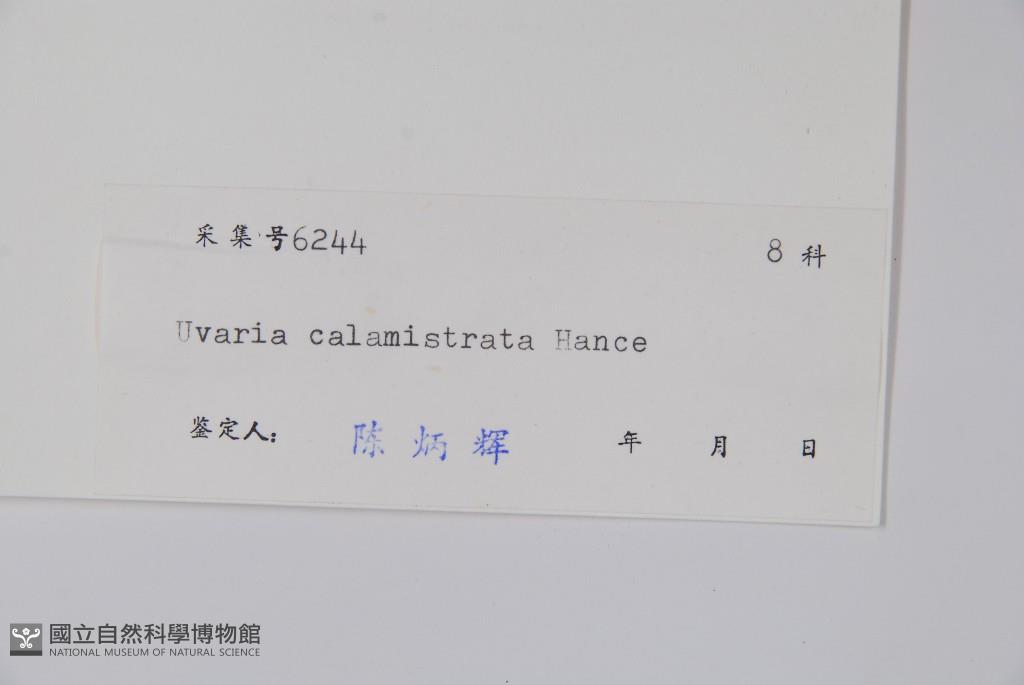 采集号6244 8 科
Uvaria calamistrata Hance
鉴定人: 陈炳辉 年 月 日
國立自然科學博物館
NATIONAL MUSEUM OF NATURAL SCIENCE